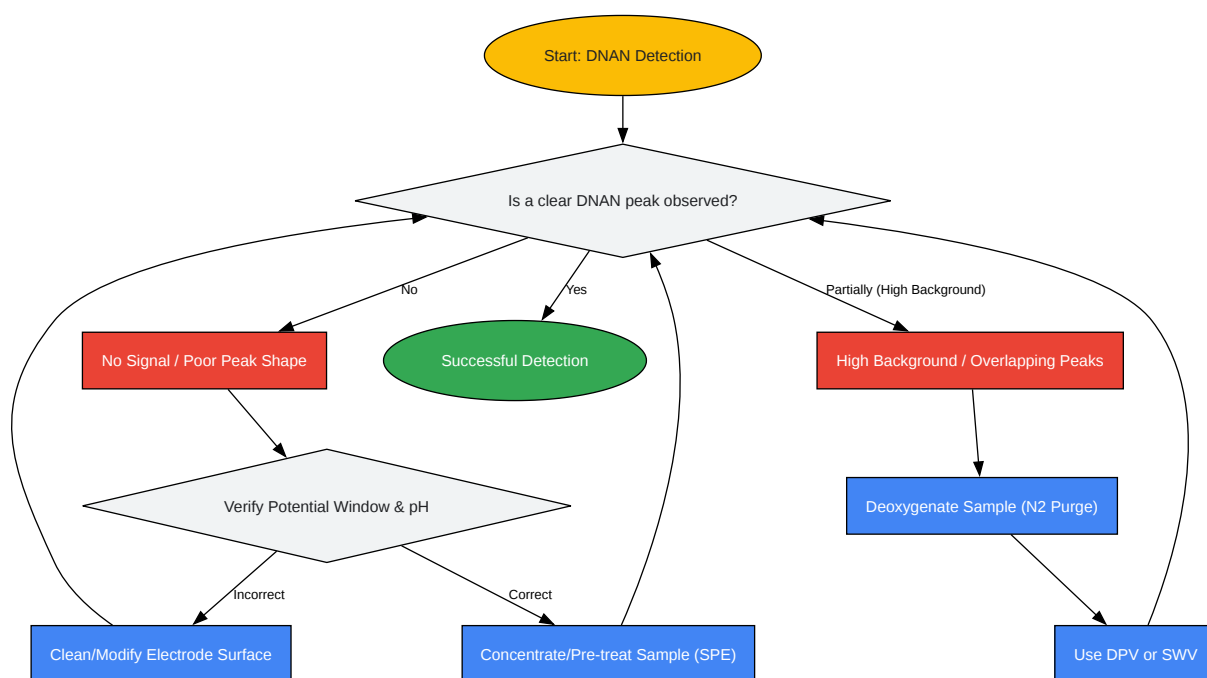 Start: DNAN Detection
Is a clear DNAN peak observed?
No
Yes
Partially (High Background)
No Signal / Poor Peak Shape
Successful Detection
High Background / Overlapping Peaks
Verify Potential Window & pH
Deoxygenate Sample (N2 Purge)
Incorrect
Correct
Clean/Modify Electrode Surface
Concentrate/Pre-treat Sample (SPE)
Use DPV or SWV